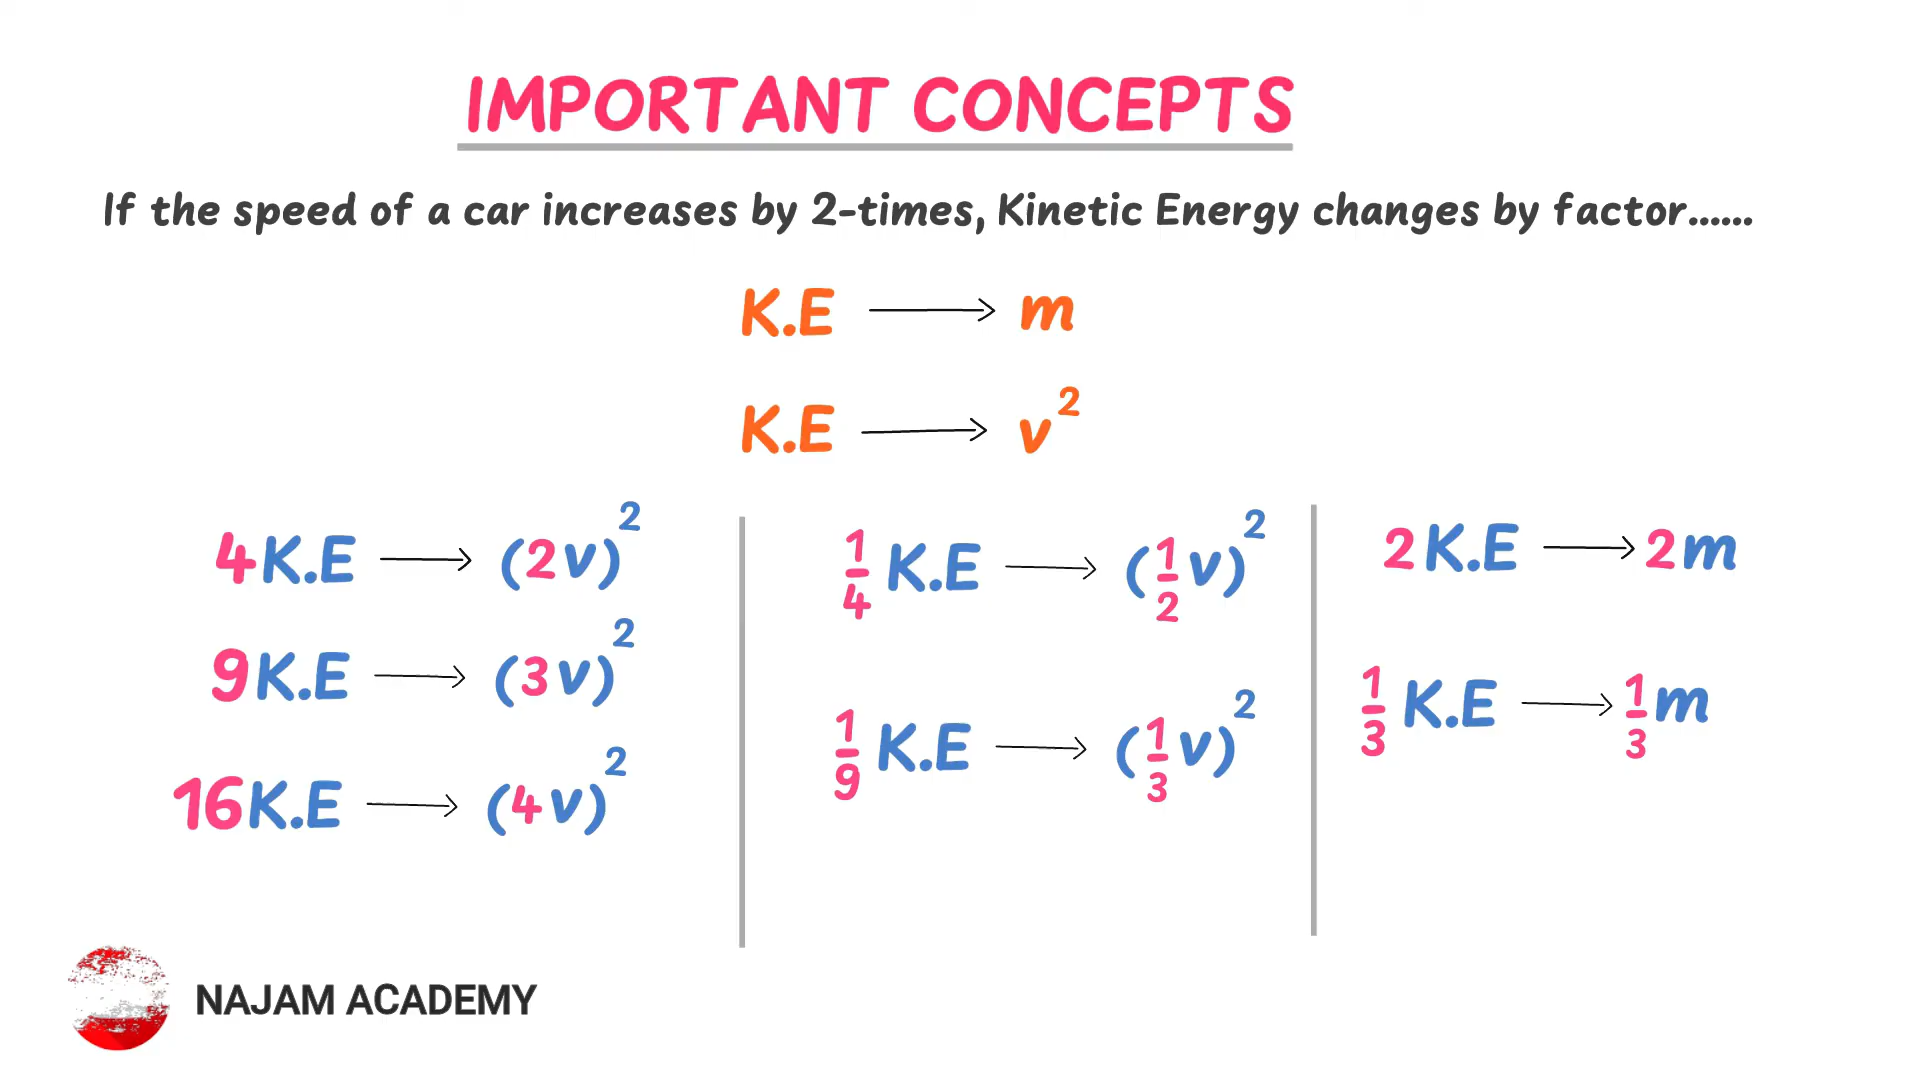 IMPORTANT CONCEPTS
If the speed of a car increases by 2-times, Kinetic Energy changes by factor......
K.E → m
K.E → v²
4K.E → (2v)²
9K.E → (3v)²
16K.E → (4v)²
1/4 K.E → (1/2 v)²
1/9 K.E → (1/3 v)²
2K.E → 2m
1/3 K.E → 1/3 m
NAJAM ACADEMY